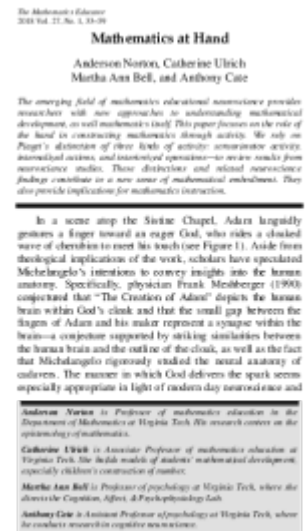 The Mathematics Educator
2018 Vol. 27, No. 1, 33–59
Mathematics at Hand
Anderson Norton, Catherine Ulrich
Martha Ann Bell, and Anthony Cate
The emerging field of mathematics educational neuroscience provides
researchers with new approaches to understanding mathematical
development, as well mathematics itself. This paper focuses on the role of
the hand in constructing mathematics through activity. We rely on
Piaget's distinction of three kinds of activity: sensorimotor activity,
internalized actions, and interiorized operations—to review results from
neuroscience studies. These distinctions and related neuroscience
findings contribute to a new sense of mathematical embodiment. They
also provide implications for mathematics instruction.
In a scene atop the Sistine Chapel, Adam languidly
gestures a finger toward an eager God, who rides a cloaked
wave of cherubim to meet his touch (see Figure 1). Aside from
theological implications of the work, scholars have speculated
Michelangelo's intentions to convey insights into the human
anatomy. Specifically, physician Frank Meshberger (1990)
conjectured that "The Creation of Adam" depicts the human
brain within God's cloak and that the small gap between the
fingers of Adam and his maker represent a synapse within the
brain—a conjecture supported by striking similarities between
the human brain and the outline of the cloak, as well as the fact
that Michelangelo rigorously studied the neural anatomy of
cadavers. The manner in which God delivers the spark seems
especially appropriate in light of modern day neuroscience and
Anderson Norton is Professor of mathematics education in the
Department of Mathematics at Virginia Tech. His research centers on the
epistemology of mathematics.
Catherine Ulrich is Associate Professor of mathematics education at
Virginia Tech. She builds models of students' mathematical development,
especially children's construction of number.
Martha Ann Bell is Professor of psychology at Virginia Tech, where she
directs the Cognition, Affect, & Psychophysiology Lab.
Anthony Cate is Assistant Professor of psychology at Virginia Tech, where
he conducts research in cognitive neuroscience.